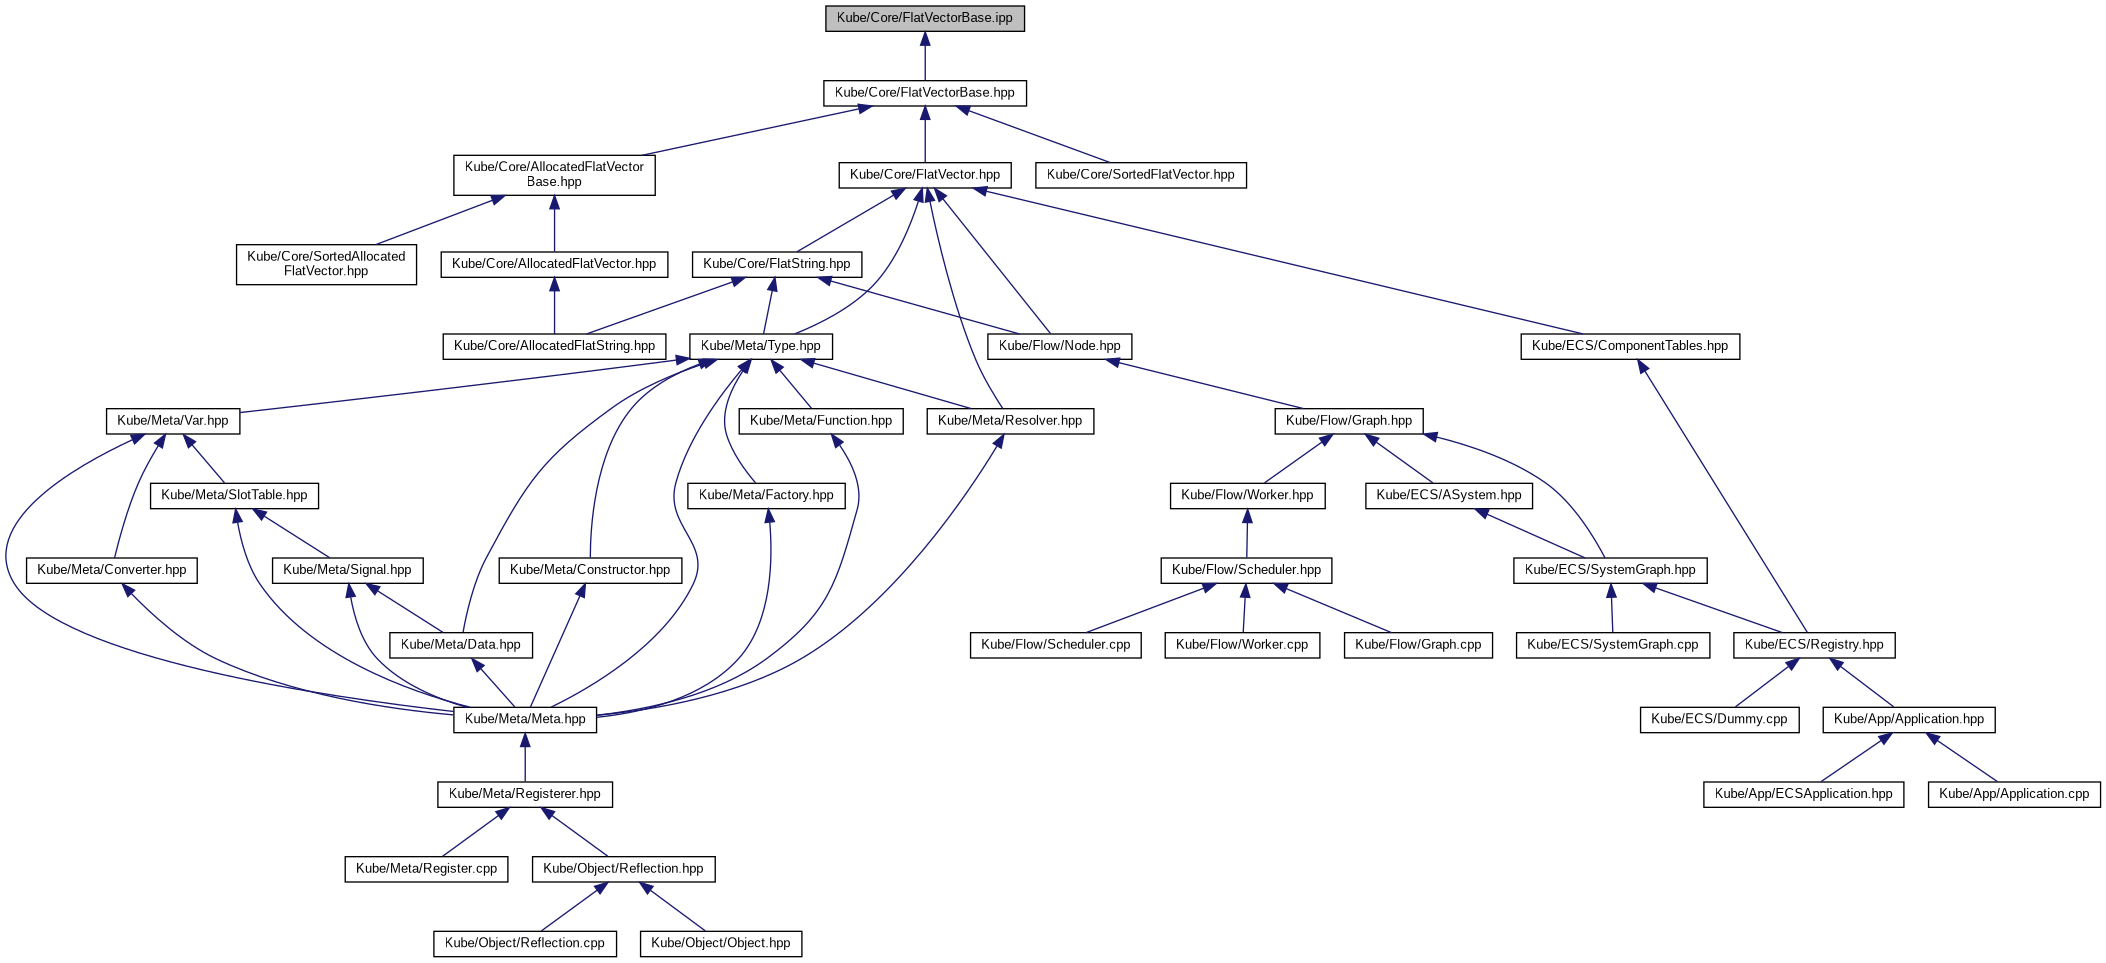 Kube/Core/FlatVectorBase.ipp
Kube/Core/FlatVectorBase.hpp
Kube/Core/AllocatedFlatVector
Base.hpp
Kube/Core/FlatVector.hpp
Kube/Core/SortedFlatVector.hpp
Kube/Core/SortedAllocated
FlatVector.hpp
Kube/Core/AllocatedFlatVector.hpp
Kube/Core/FlatString.hpp
Kube/Core/AllocatedFlatString.hpp
Kube/Meta/Type.hpp
Kube/Flow/Node.hpp
Kube/ECS/ComponentTables.hpp
Kube/Meta/Var.hpp
Kube/Meta/Function.hpp
Kube/Meta/Resolver.hpp
Kube/Flow/Graph.hpp
Kube/Meta/SlotTable.hpp
Kube/Meta/Factory.hpp
Kube/Flow/Worker.hpp
Kube/ECS/ASystem.hpp
Kube/Meta/Converter.hpp
Kube/Meta/Signal.hpp
Kube/Meta/Constructor.hpp
Kube/Flow/Scheduler.hpp
Kube/ECS/SystemGraph.hpp
Kube/Meta/Data.hpp
Kube/Flow/Scheduler.cpp
Kube/Flow/Worker.cpp
Kube/Flow/Graph.cpp
Kube/ECS/SystemGraph.cpp
Kube/ECS/Registry.hpp
Kube/Meta/Meta.hpp
Kube/ECS/Dummy.cpp
Kube/App/Application.hpp
Kube/Meta/Registerer.hpp
Kube/App/ECSApplication.hpp
Kube/App/Application.cpp
Kube/Meta/Register.cpp
Kube/Object/Reflection.hpp
Kube/Object/Reflection.cpp
Kube/Object/Object.hpp